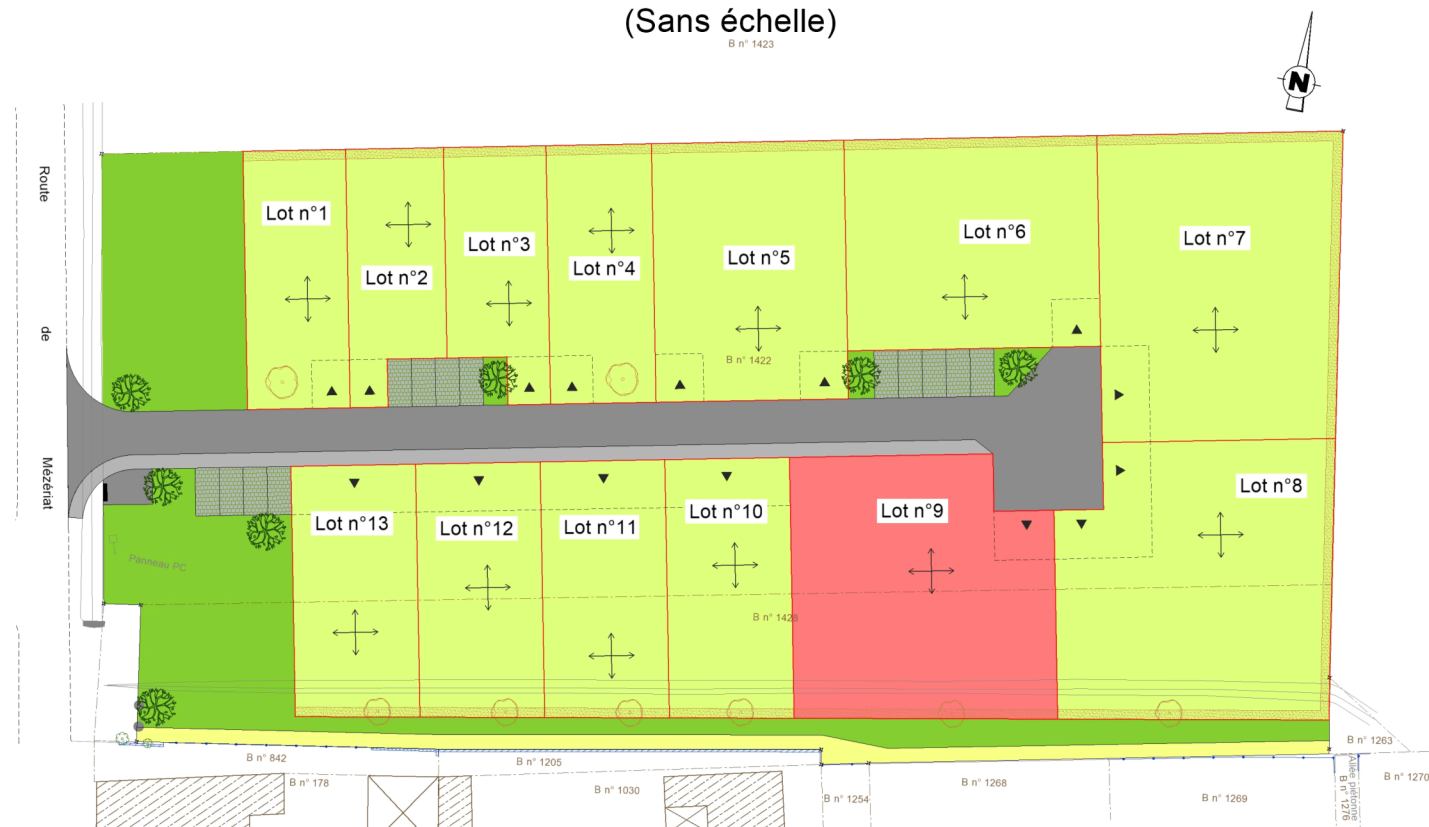 (Sans échelle)
B n° 1423
N
Route
de
Mézériat
Lot n°1
Lot n°2
Lot n°3
Lot n°4
Lot n°5
Lot n°6
Lot n°7
B n° 1422
Lot n°8
Lot n°9
Lot n°10
Lot n°11
Lot n°12
Lot n°13
Panneau PC
B n° 1426
B n° 842
B n° 1205
B n° 178
B n° 1030
B n° 1254
B n° 1268
B n° 1269
B n° 1263
B n° 1270
Allée piétonne
B n° 1276